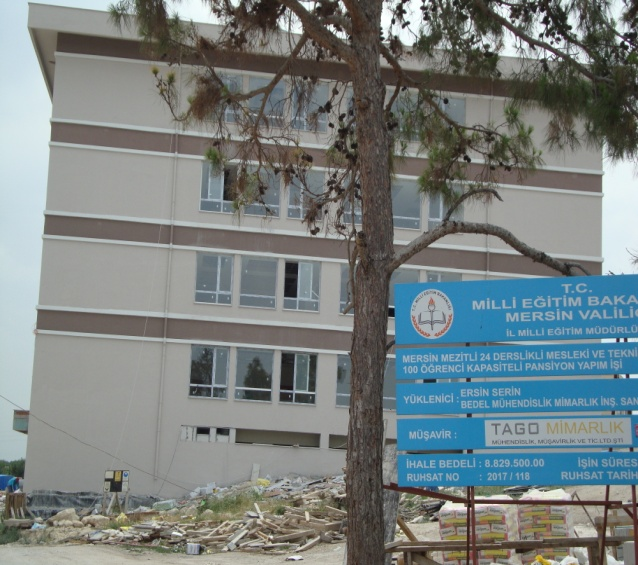 T.C.
MİLLİ EĞİTİM BAKA
MERSİN VALİLİĞ
İL MİLLİ EĞİTİM MÜDÜRLÜ
MERSİN MEZİTLİ 24 DERSLİKLİ MESLEKİ VE TEKNİ
100 ÖĞRENCİ KAPASİTELİ PANSİYON YAPIM İŞİ
YÜKLENİCİ : ERSİN SERİN
BEDEL MÜHENDİSLİK MİMARLIK İNŞ. SAN
MÜŞAVİR : TAGO MİMARLIK
MÜHENDİSLİK, MÜŞAVİRLİK VE TİC.LTD.ŞTİ
İHALE BEDELİ : 8.829.500.00 İŞİN SÜRES
RUHSAT NO : 2017 / 118 RUHSAT TARİH